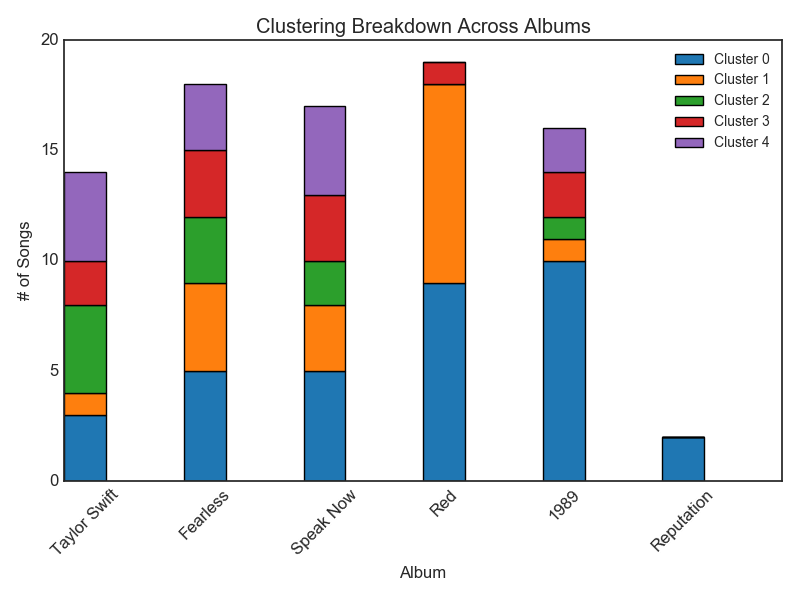 Clustering Breakdown Across Albums
20
15
10
5
0
# of Songs
Cluster 0
Cluster 1
Cluster 2
Cluster 3
Cluster 4
Taylor Swift
Fearless
Speak Now
Red
1989
Reputation
Album